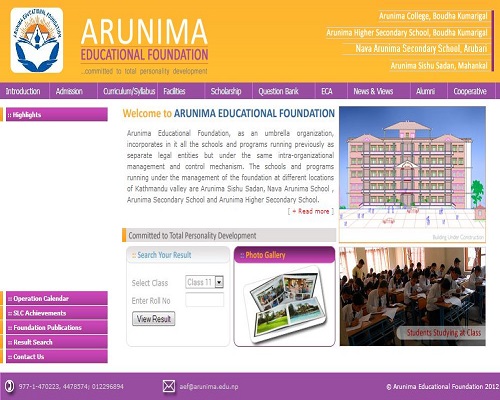 ARUNIMA EDUCATIONAL FOUNDATION
ARUNIMA
EDUCATIONAL FOUNDATION
...committed to total personality development
Arunima College, Boudha Kumarigal
Arunima Higher Secondary School, Boudha Kumarigal
Nava Arunima Secondary School, Arubari
Arunima Sishu Sadan, Mahankal
Introduction Admission Curriculum/Syllabus Facilities Scholarship Question Bank ECA News & Views Alumni Cooperative
:: Highlights
Welcome to ARUNIMA EDUCATIONAL FOUNDATION
Arunima Educational Foundation, as an umbrella organization,
incorporates in it all the schools and programs running previously as
separate legal entities but under the same intra-organizational
management and control mechanism. The schools and programs
running under the management of the foundation at different locations
of Kathmandu valley are Arunima Sishu Sadan, Nava Arunima School ,
Arunima Secondary School and Arunima Higher Secondary School.
[ + Read more ]
Building Under Construction
Committed to Total Personality Development
:: Search Your Result
Select Class Class 11
Enter Roll No
View Result
:: Photo Gallery
Students Studying at Class
:: Operation Calendar
:: SLC Achievements
:: Foundation Publications
:: Result Search
:: Contact Us
977-1-470223, 4478574; 012296894
aef@arunima.edu.np
© Arunima Educational Foundation 2012